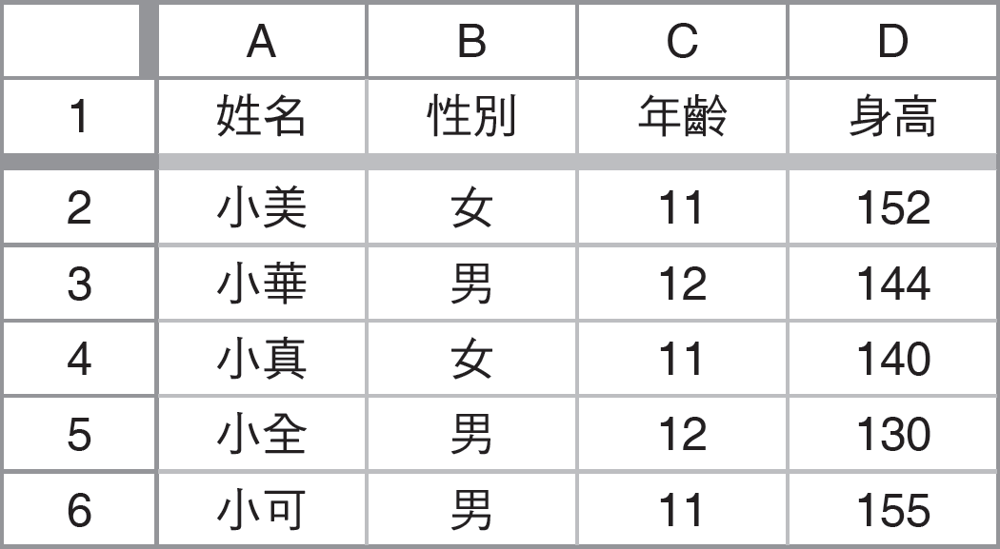 A B C D
1 姓名 性別 年齡 身高
2 小美 女 11 152
3 小華 男 12 144
4 小真 女 11 140
5 小全 男 12 130
6 小可 男 11 155